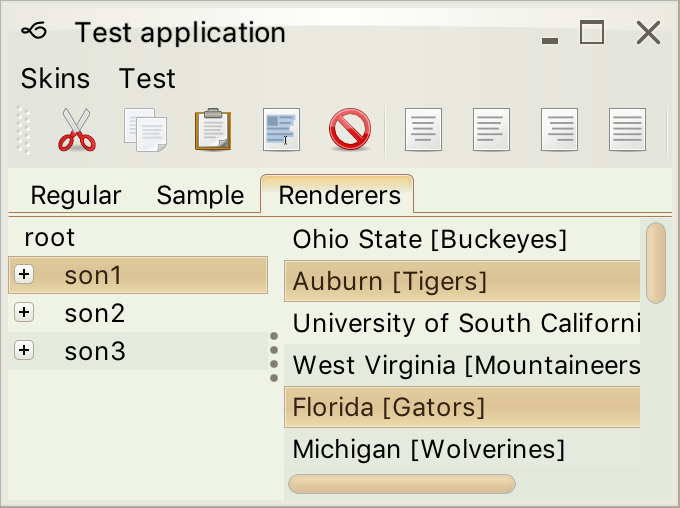 Test application
Skins Test
Regular Sample Renderers
root
son1
son2
son3
Ohio State [Buckeyes]
Auburn [Tigers]
University of South Californi
West Virginia [Mountaineers
Florida [Gators]
Michigan [Wolverines]